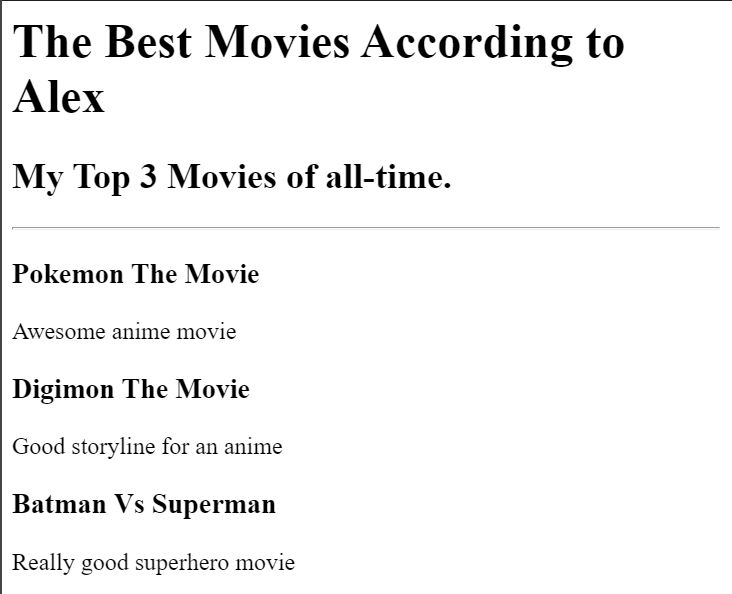 The Best Movies According to
Alex
My Top 3 Movies of all-time.
Pokemon The Movie
Awesome anime movie
Digimon The Movie
Good storyline for an anime
Batman Vs Superman
Really good superhero movie